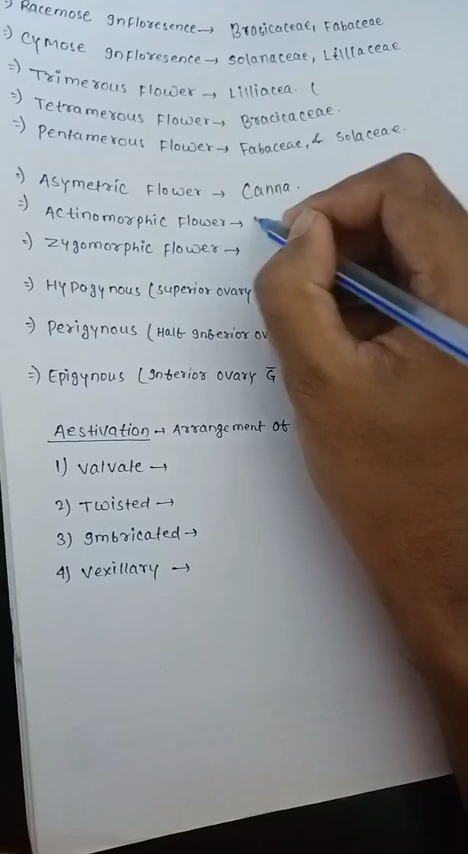 =) Racemose Inflorescence → Brasicaceae, Fabaceae
=) Cymose Infloresence → Solanaceae, Lilliaceae
=) Trimerous Flower → Lilliacea. (
=) Tetramerous Flower → Bracicaceae.
=) Pentamerous Flower → Fabaceae, & Solaceae.
=) Asymetric Flower → Canna.
=) Actinomorphic Flower →
=) Zygomorphic Flower →
=) Hypogynous (Superior ovary
=) Perigynous (Half Inferior ov
=) Epigynous (Inferior ovary G̅
Aestivation → Arrangement of
1) Valvate →
2) Twisted →
3) Imbricated →
4) Vexillary →